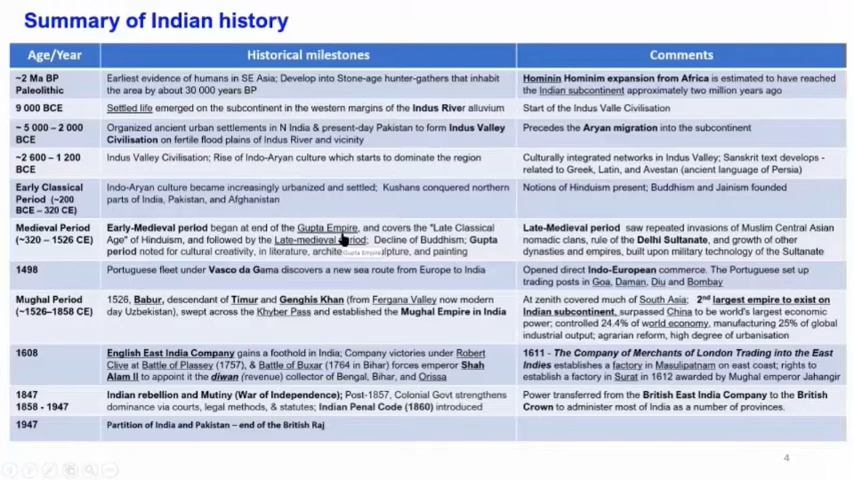 Summary of Indian history
Age/Year Historical milestones Comments
~2 Ma BP Paleolithic
Earliest evidence of humans in SE Asia; Develop into Stone-age hunter-gathers that inhabit
the area by about 30 000 years BP
Hominin Hominim expansion from Africa is estimated to have reached
the Indian subcontinent approximately two million years ago
9 000 BCE
Settled life emerged on the subcontinent in the western margins of the Indus River alluvium
Start of the Indus Valle Civilisation
~ 5 000 – 2 000
BCE
Organized ancient urban settlements in N India & present-day Pakistan to form Indus Valley
Civilisation on fertile flood plains of Indus River and vicinity
Precedes the Aryan migration into the subcontinent
~2 600 – 1 200
BCE
Indus Valley Civilisation; Rise of Indo-Aryan culture which starts to dominate the region
Culturally integrated networks in Indus Valley; Sanskrit text develops -
related to Greek, Latin, and Avestan (ancient language of Persia)
Early Classical
Period (~200
BCE – 320 CE)
Indo-Aryan culture became increasingly urbanized and settled; Kushans conquered northern
parts of India, Pakistan, and Afghanistan
Notions of Hinduism present; Buddhism and Jainism founded
Medieval Period
(~320 – 1526 CE)
Early-Medieval period began at end of the Gupta Empire, and covers the "Late Classical
Age" of Hinduism, and followed by the Late-medieval period; Decline of Buddhism; Gupta
period noted for cultural creativity, in literature, painting
Gupta Empire
Late-Medieval period saw repeated invasions of Muslim Central Asian
nomadic clans, rule of the Delhi Sultanate, and growth of other
dynasties and empires, built upon military technology of the Sultanate
1498
Portuguese fleet under Vasco da Gama discovers a new sea route from Europe to India
Opened direct Indo-European commerce. The Portuguese set up
trading posts in Goa, Daman, Diu and Bombay
Mughal Period
(~1526–1858 CE)
1526, Babur, descendant of Timur and Genghis Khan (from Fergana Valley now modern
day Uzbekistan), swept across the Khyber Pass and established the Mughal Empire in India
At zenith covered much of South Asia; 2nd largest empire to exist on
Indian subcontinent, surpassed China to be world's largest economic
power; controlled 24.4% of world economy, manufacturing 25% of global
industrial output; agrarian reform, high degree of urbanisation
1608
English East India Company gains a foothold in India; Company victories under Robert
Clive at Battle of Plassey (1757), & Battle of Buxar (1764 in Bihar) forces emperor Shah
Alam II to appoint it the diwan (revenue) collector of Bengal, Bihar, and Orissa
1611 - The Company of Merchants of London Trading into the East
Indies establishes a factory in Masulipatnam on east coast; rights to
establish a factory in Surat in 1612 awarded by Mughal emperor Jahangir
1847
1858 - 1947
Indian rebellion and Mutiny (War of Independence); Post-1857, Colonial Govt strengthens
dominance via courts, legal methods, & statutes; Indian Penal Code (1860) introduced
Power transferred from the British East India Company to the British
Crown to administer most of India as a number of provinces.
1947
Partition of India and Pakistan – end of the British Raj
4